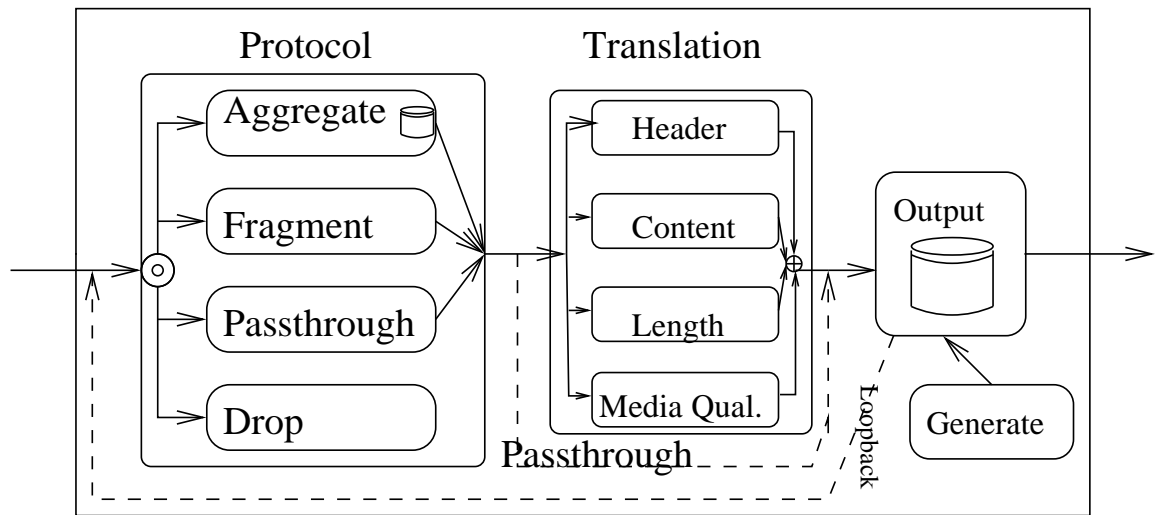 Protocol
Translation
Aggregate
Fragment
Passthrough
Drop
Header
Content
Length
Media Qual.
Passthrough
Output
Loopback
Generate